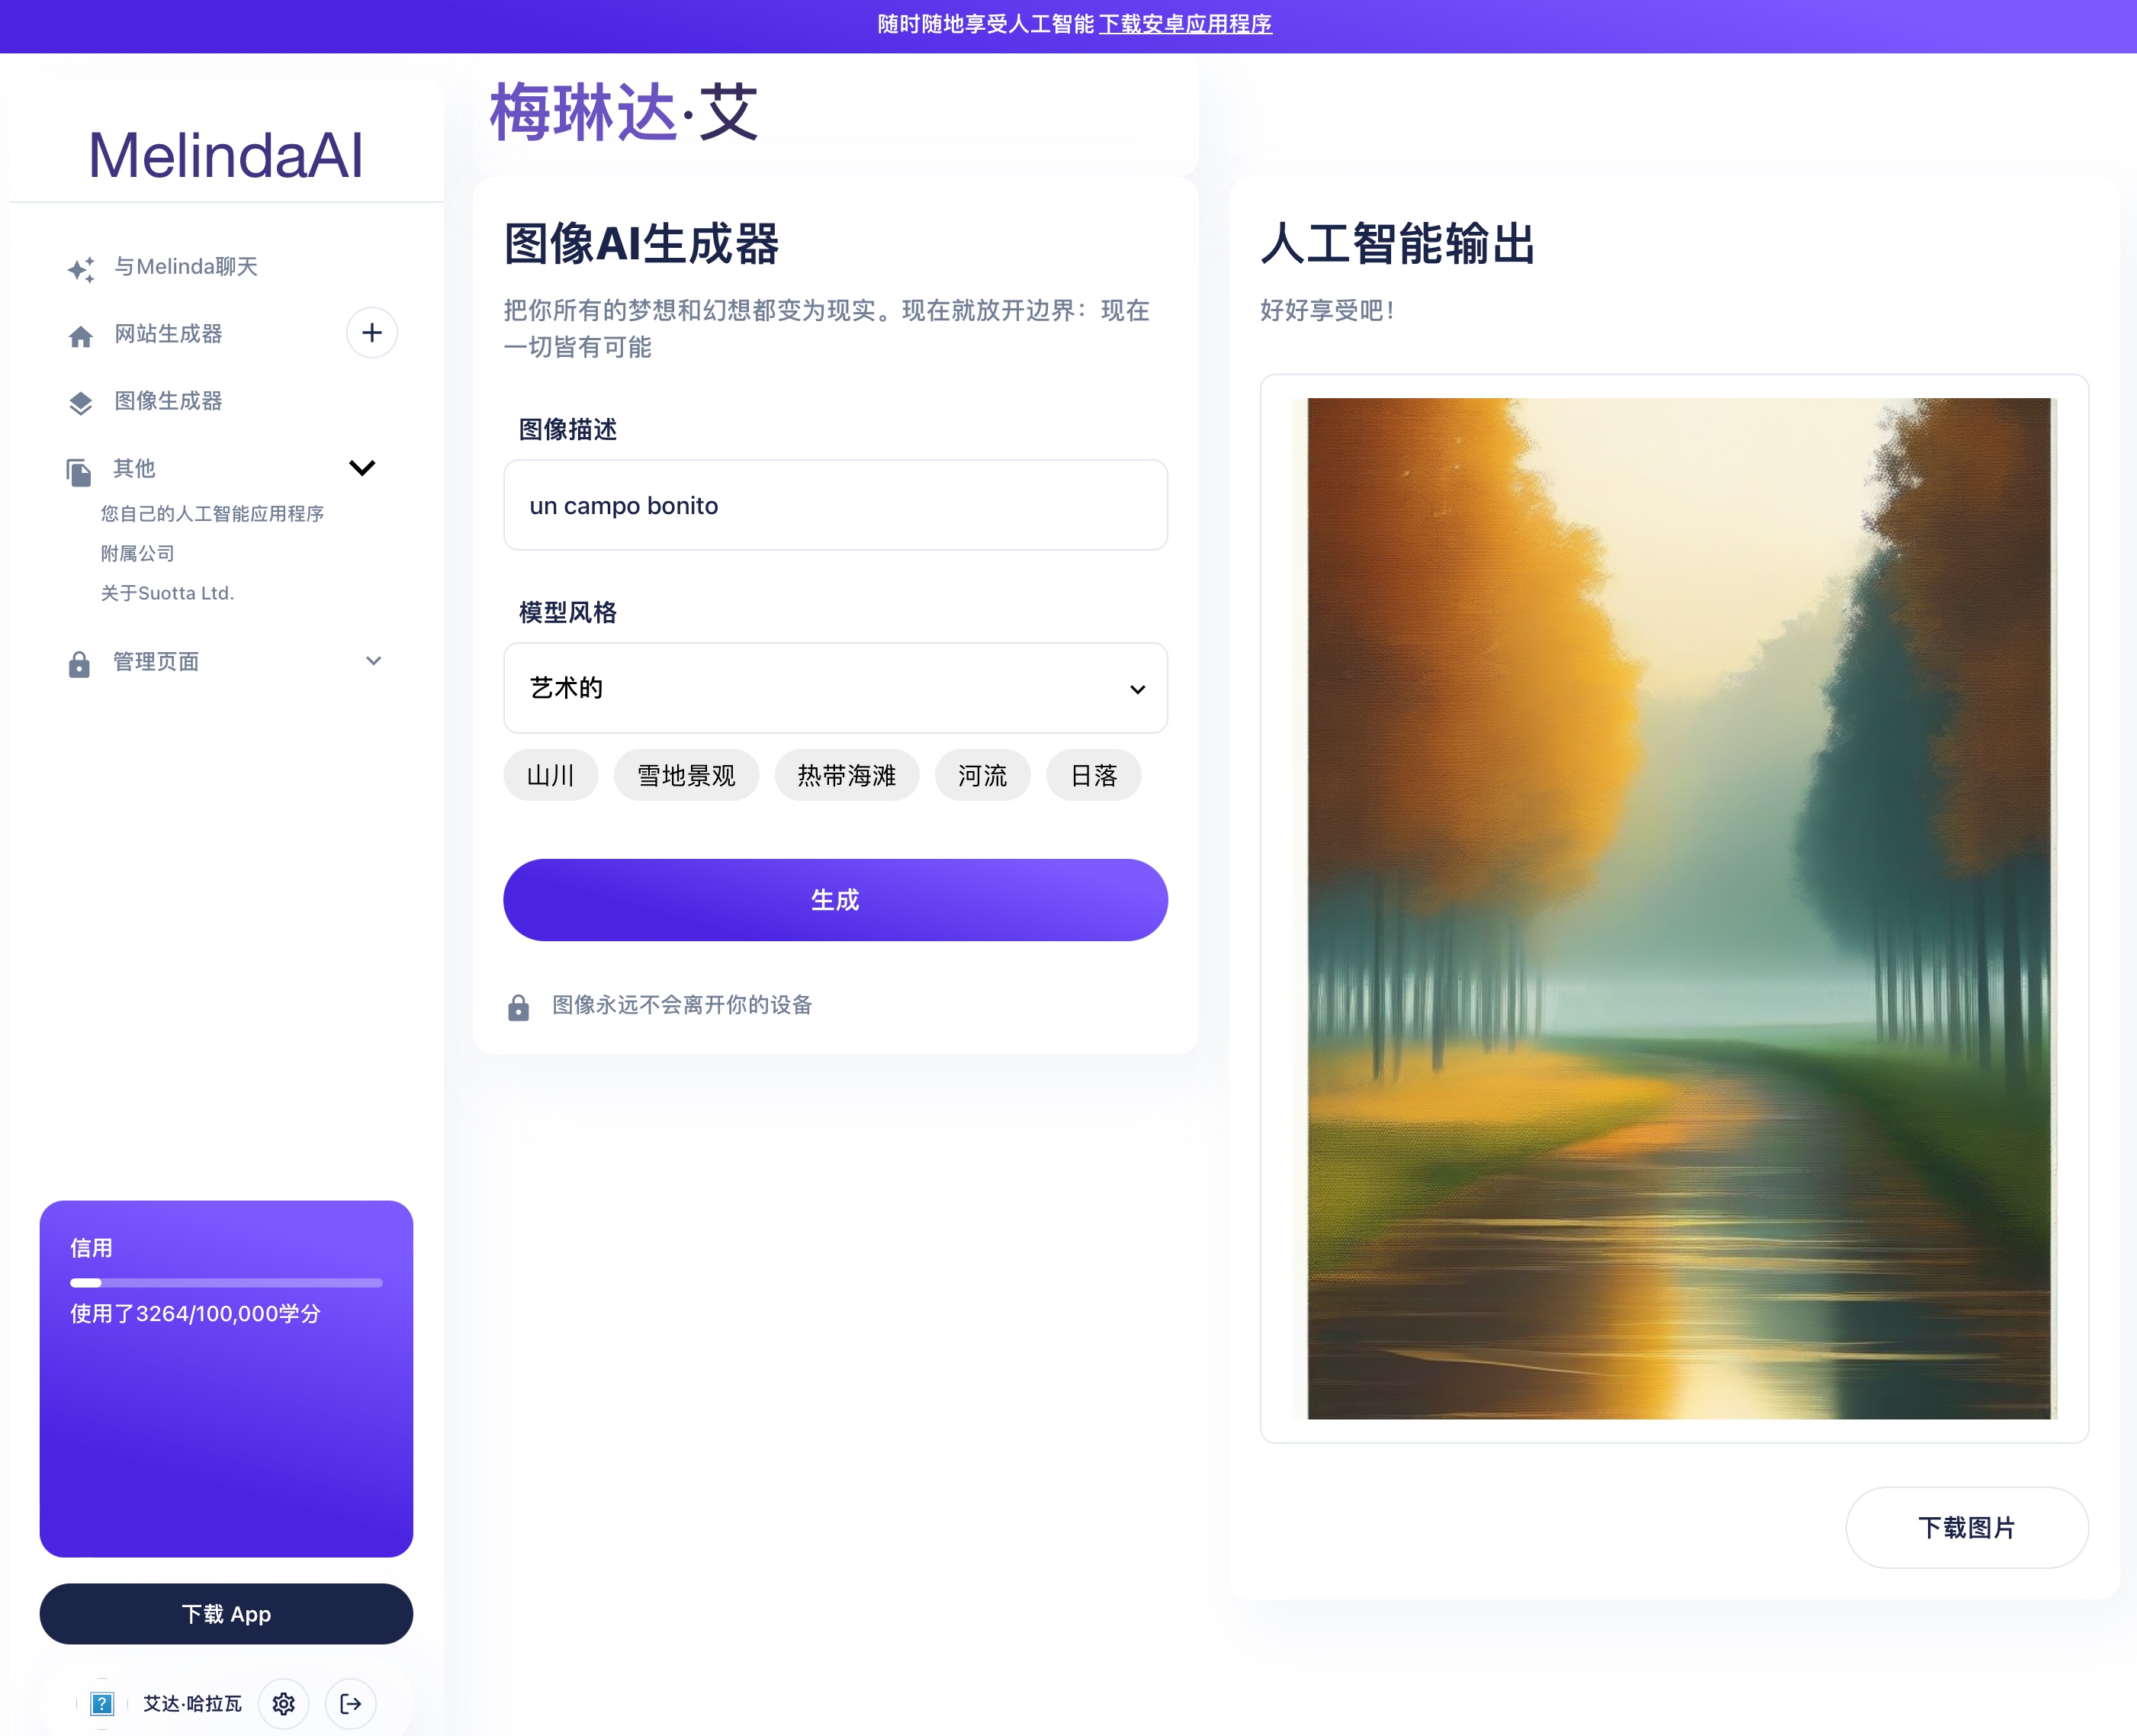 随时随地享受人工智能 下载安卓应用程序
MelindaAI
与Melinda聊天
网站生成器
图像生成器
其他
您自己的人工智能应用程序
附属公司
关于Suotta Ltd.
管理页面
信用
使用了3264/100,000学分
下载 App
艾达·哈拉瓦
梅琳达·艾
图像AI生成器
把你所有的梦想和幻想都变为现实。现在就放开边界：现在
一切皆有可能
图像描述
un campo bonito
模型风格
艺术的
山川 雪地景观 热带海滩 河流 日落
生成
图像永远不会离开你的设备
人工智能输出
好好享受吧！
下载图片